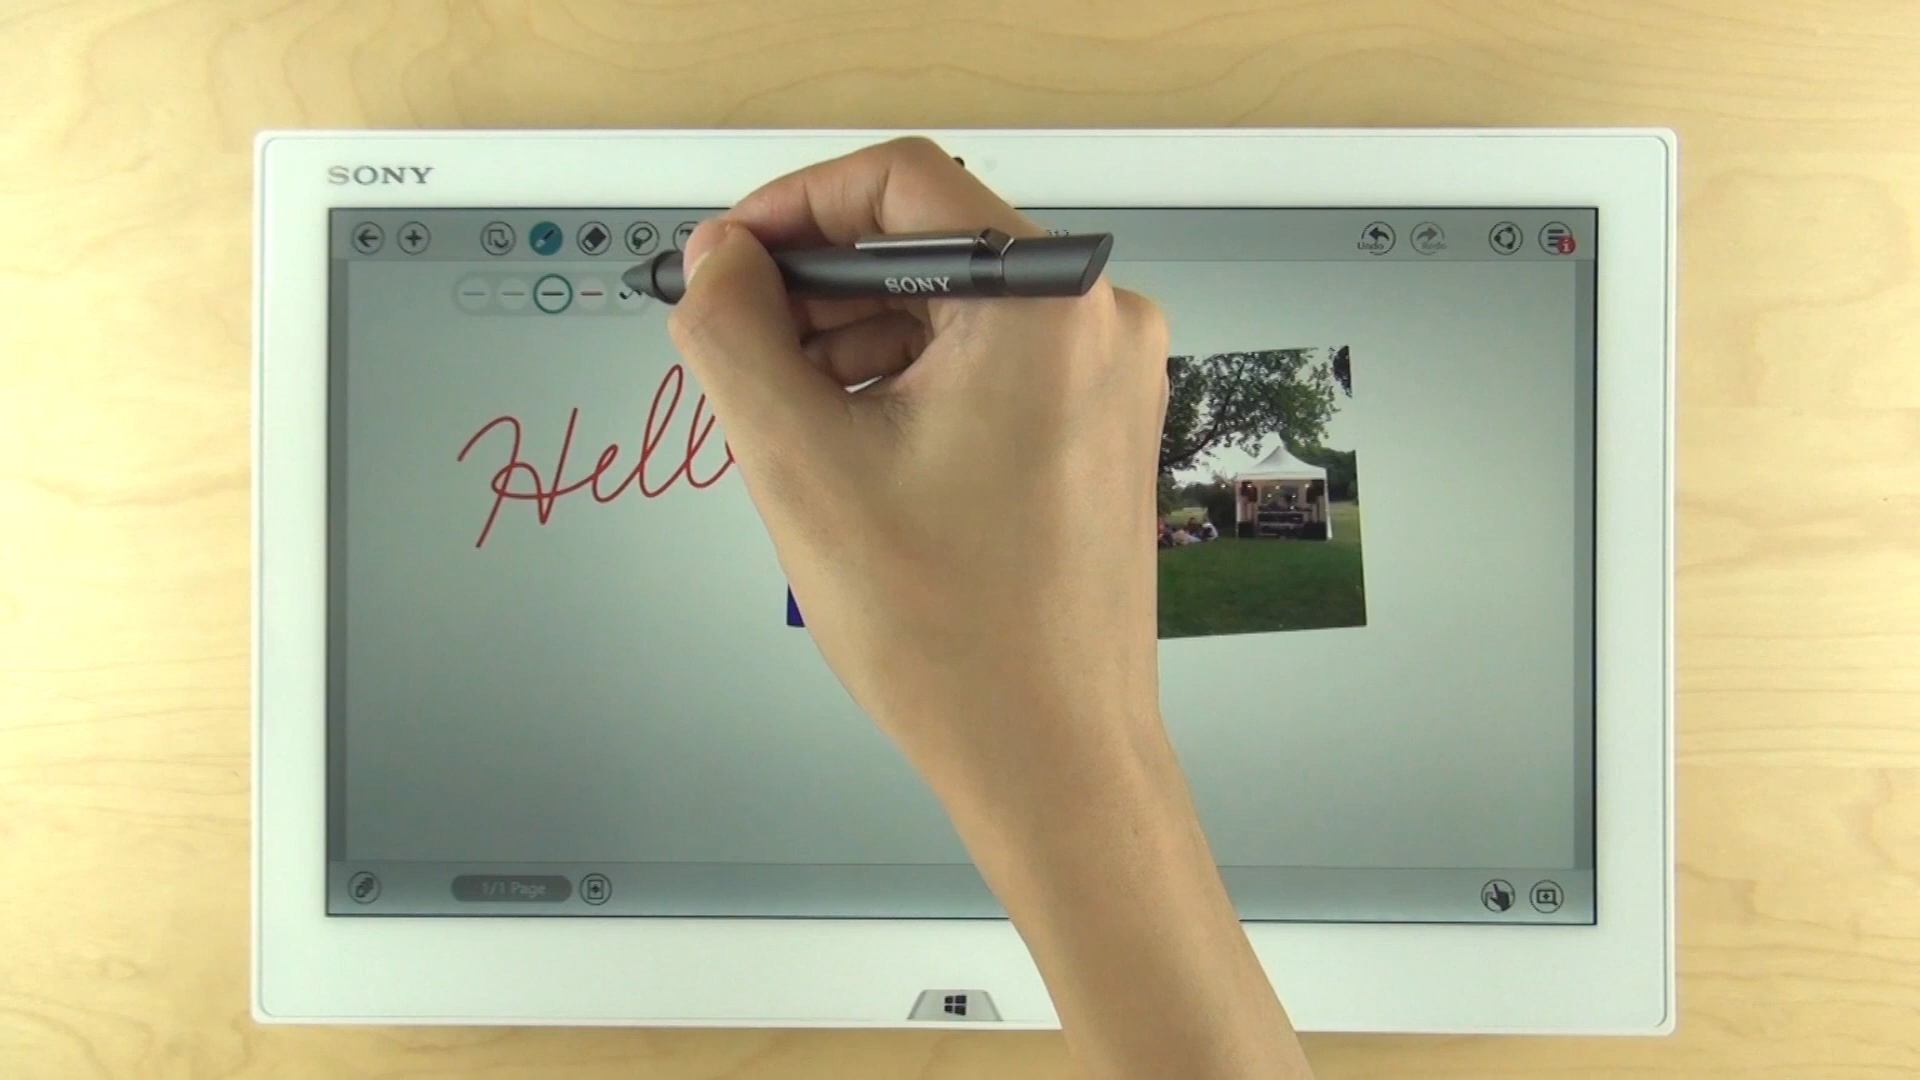 SONY
Undo
Redo
SONY
Hell
1/1 Page